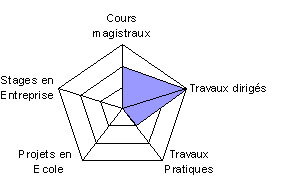 Cours
magistraux
Stages en
Entreprise
Travaux dirigés
Projets en
Ecole
Travaux
Pratiques